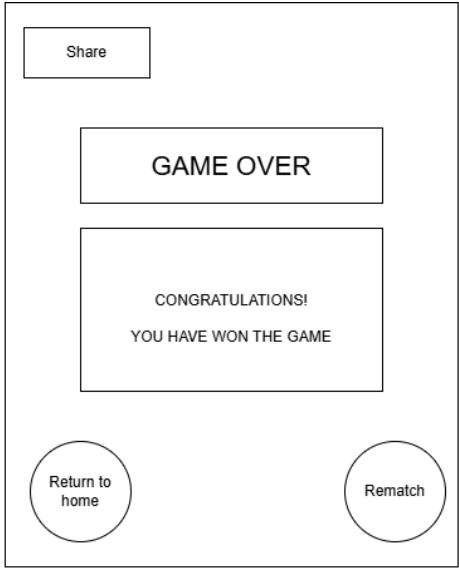 Share
GAME OVER
CONGRATULATIONS!
YOU HAVE WON THE GAME
Return to
home
Rematch